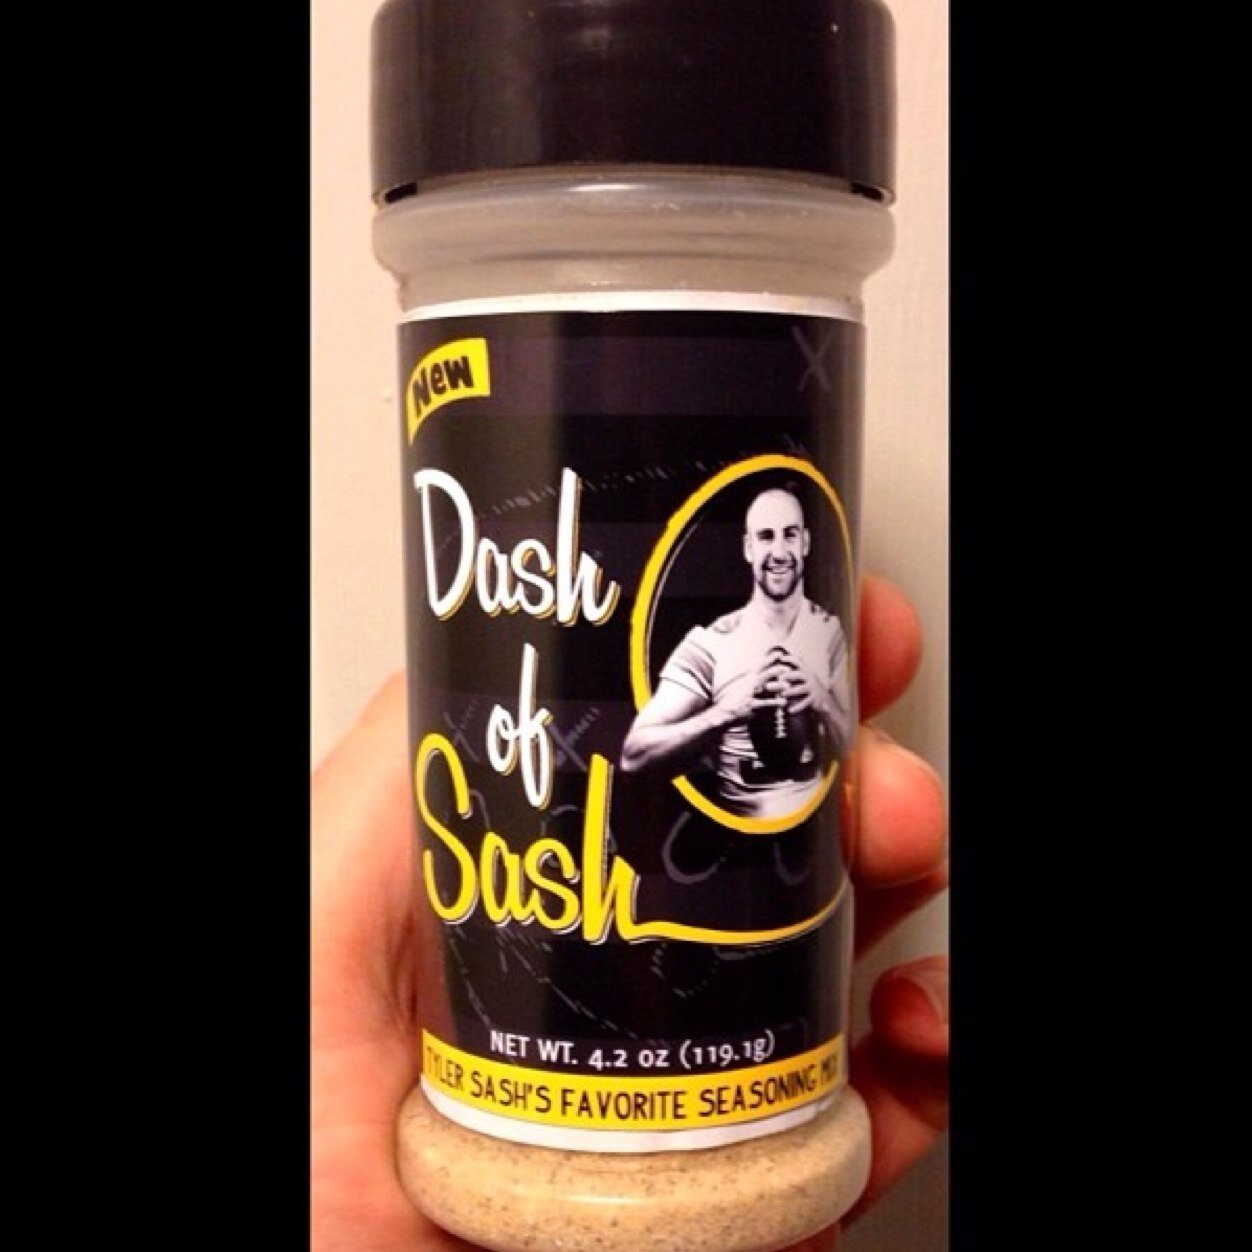 New
Dash
of
Sash
NET WT. 4.2 oz (119.1g)
TYLER SASH'S FAVORITE SEASONING MIX